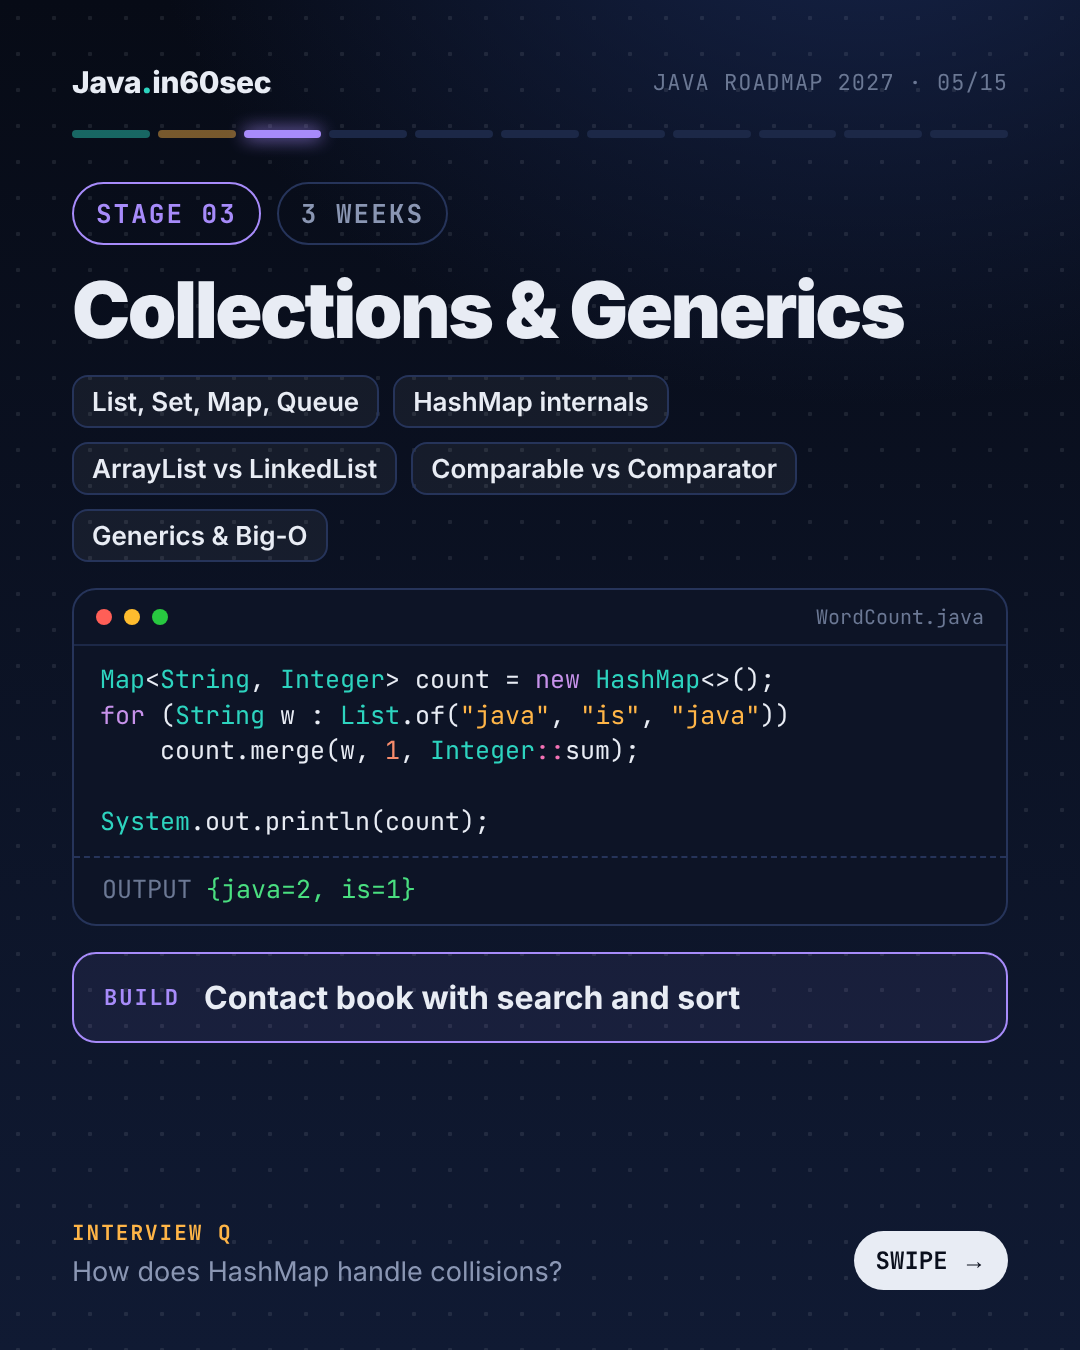 Java.in60sec
JAVA ROADMAP 2027 · 05/15
STAGE 03
3 WEEKS
Collections & Generics
List, Set, Map, Queue
HashMap internals
ArrayList vs LinkedList
Comparable vs Comparator
Generics & Big-O
WordCount.java
Map<String, Integer> count = new HashMap<>();
for (String w : List.of("java", "is", "java"))
    count.merge(w, 1, Integer::sum);
System.out.println(count);
OUTPUT {java=2, is=1}
BUILD Contact book with search and sort
INTERVIEW Q
How does HashMap handle collisions?
SWIPE →